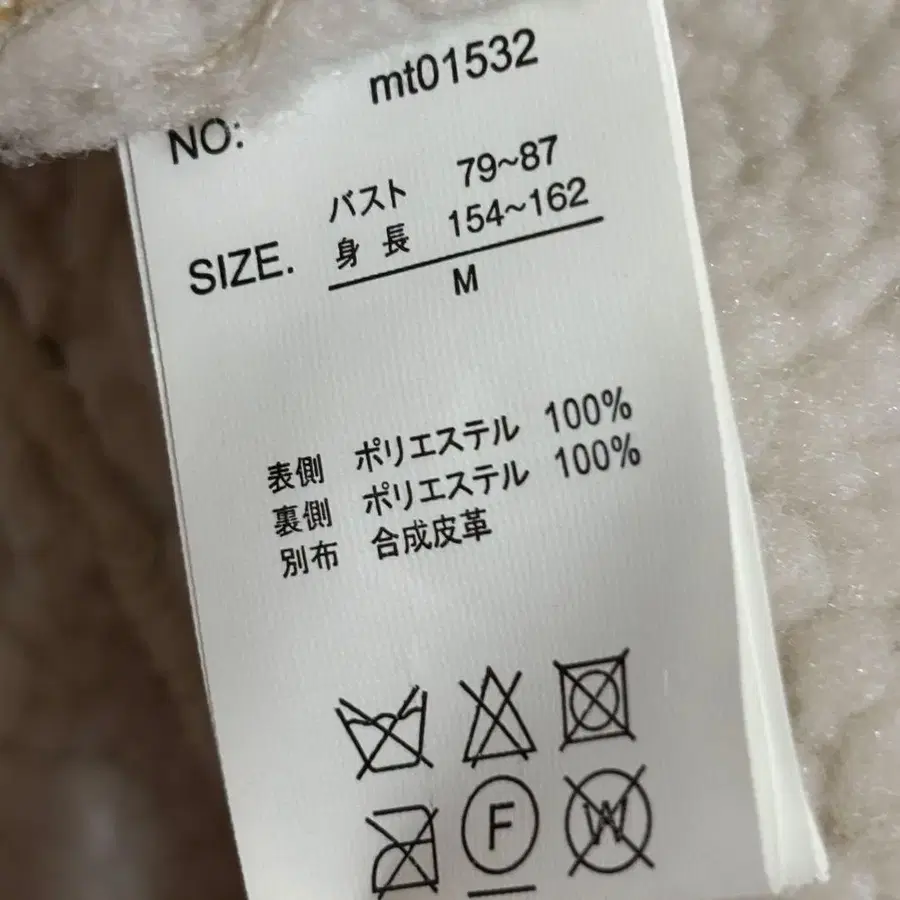 NO: mt01532
バスト 79~87
SIZE. 身長 154~162
M
表側 ポリエステル 100%
裏側 ポリエステル 100%
別布 合成皮革
F W